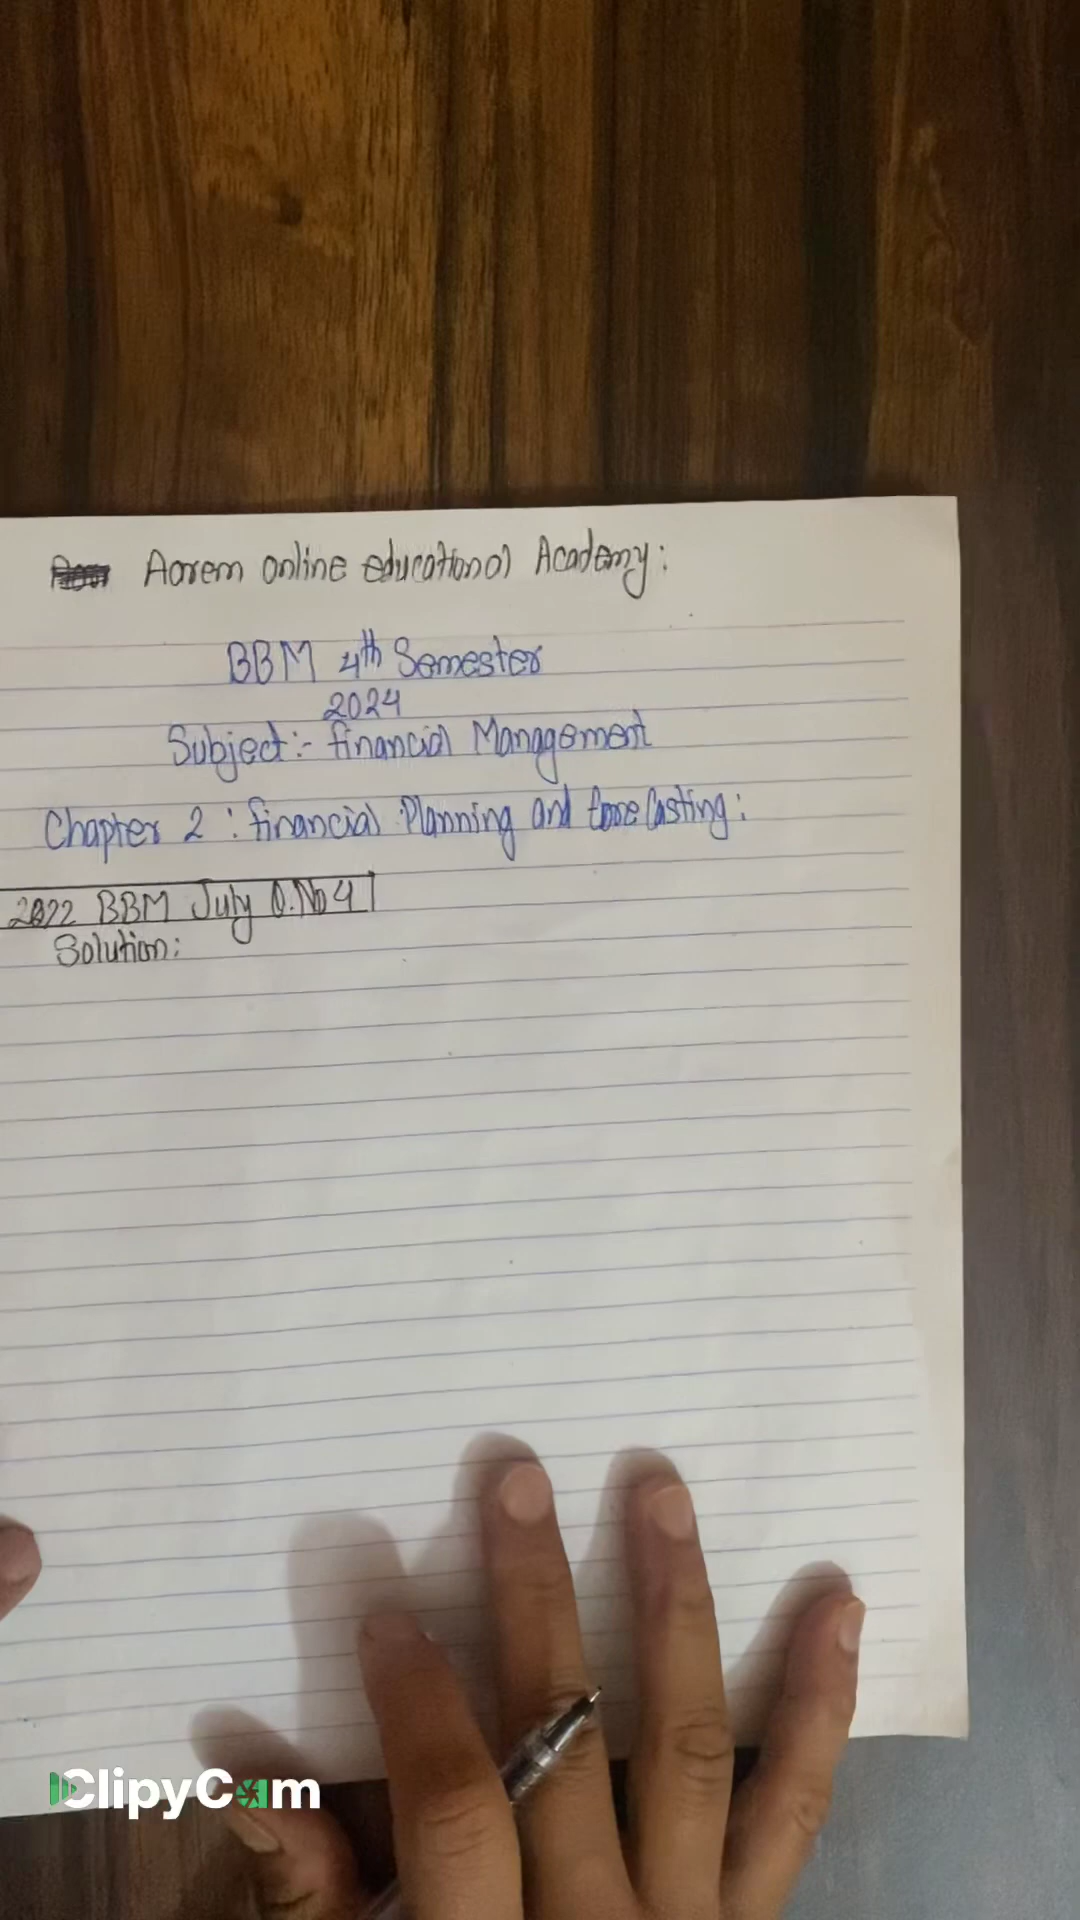 Aorem online educational Academy:
BBM 4th Semester
2024
Subject:- financial Management
Chapter 2 : financial Planning and forecasting:
2022 BBM July Q.No 4
Solution:
ClipyCam